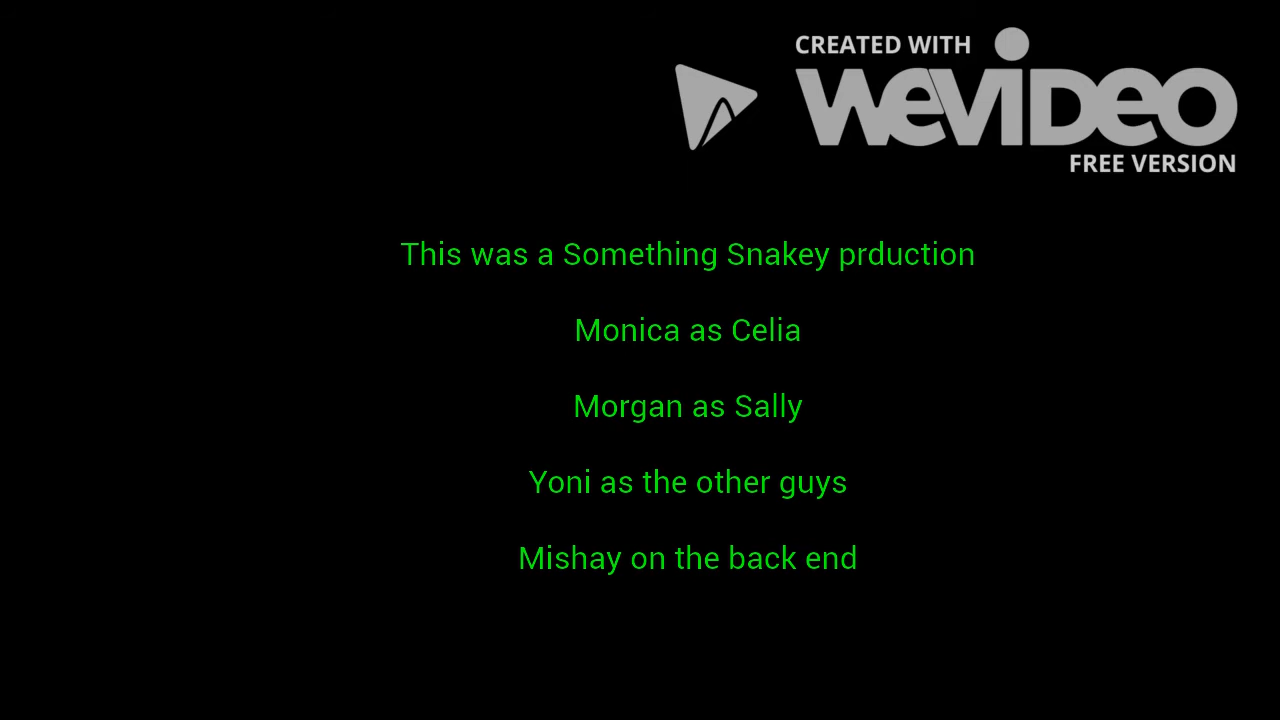 CREATED WITH
WEVIDEO
FREE VERSION
This was a Something Snakey prduction
Monica as Celia
Morgan as Sally
Yoni as the other guys
Mishay on the back end